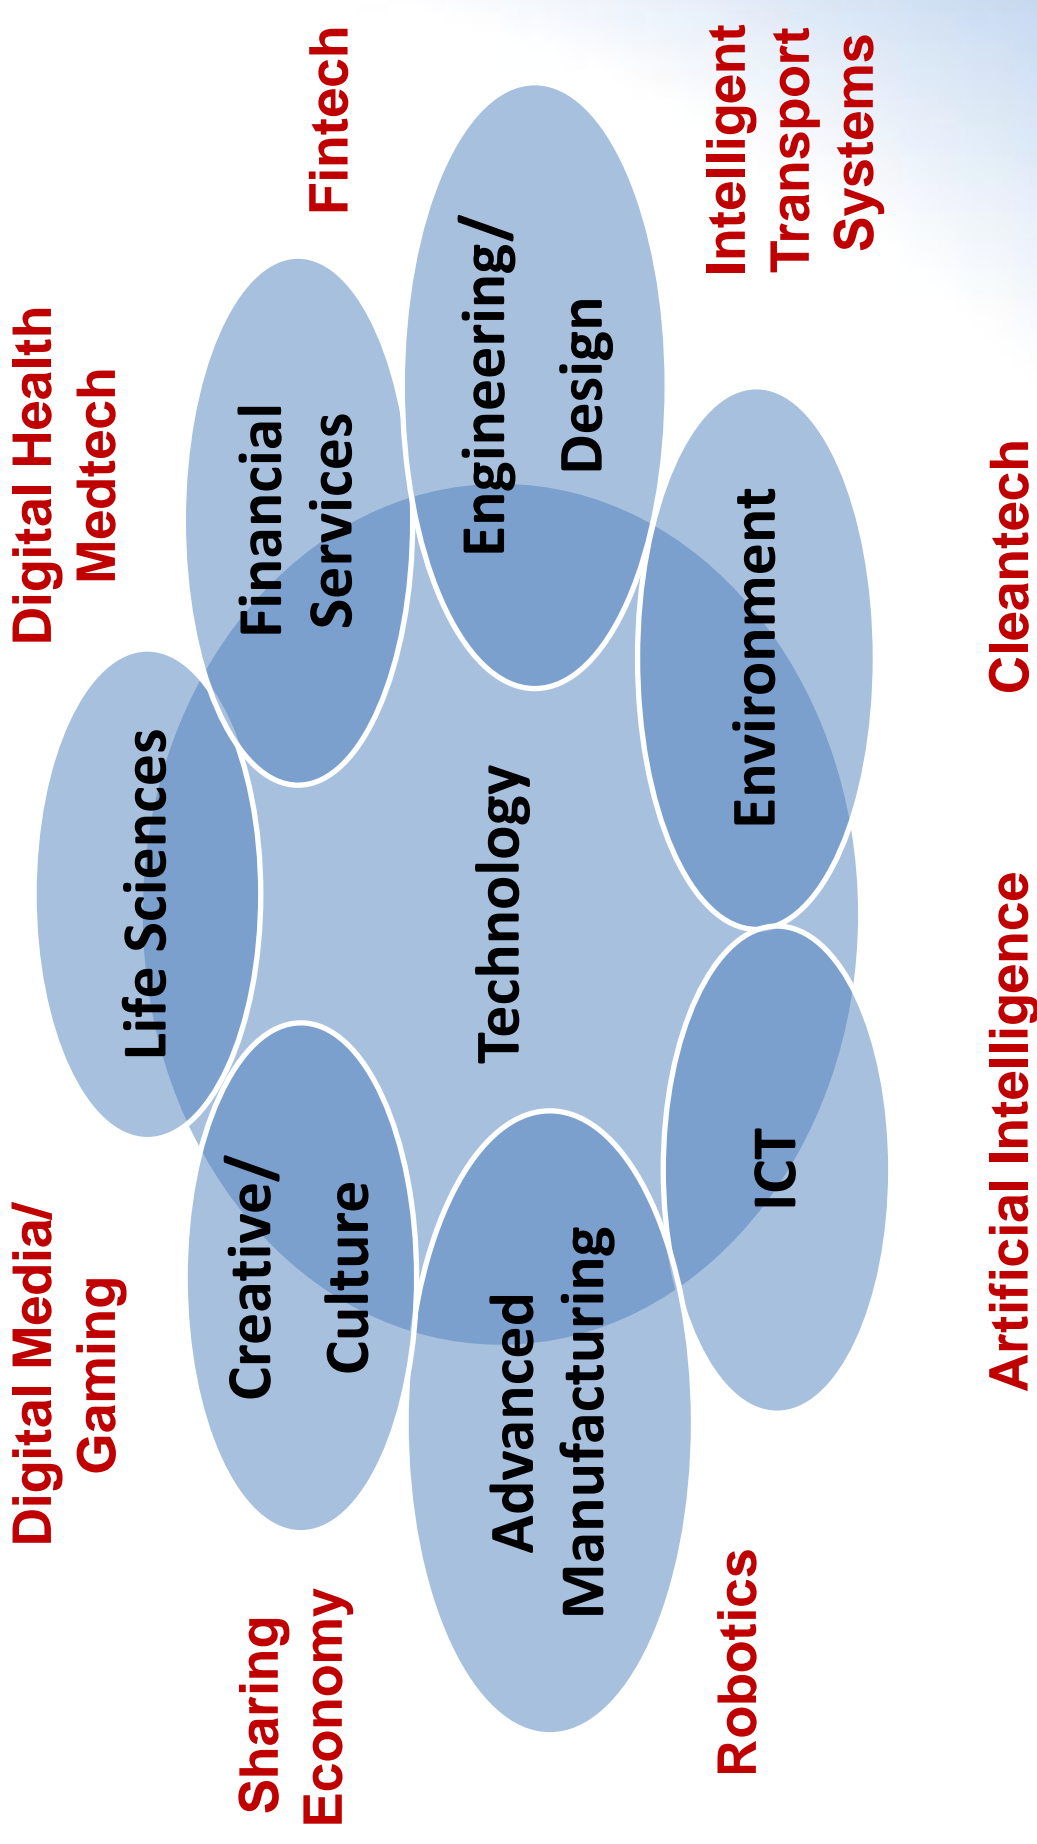 Digital Media/
Gaming
Digital Health
Medtech
Life Sciences
Sharing
Economy
Creative/
Culture
Financial
Services
Fintech
Advanced
Manufacturing
Technology
Engineering/
Design
Robotics
ICT
Environment
Intelligent
Transport
Systems
Artificial Intelligence
Cleantech